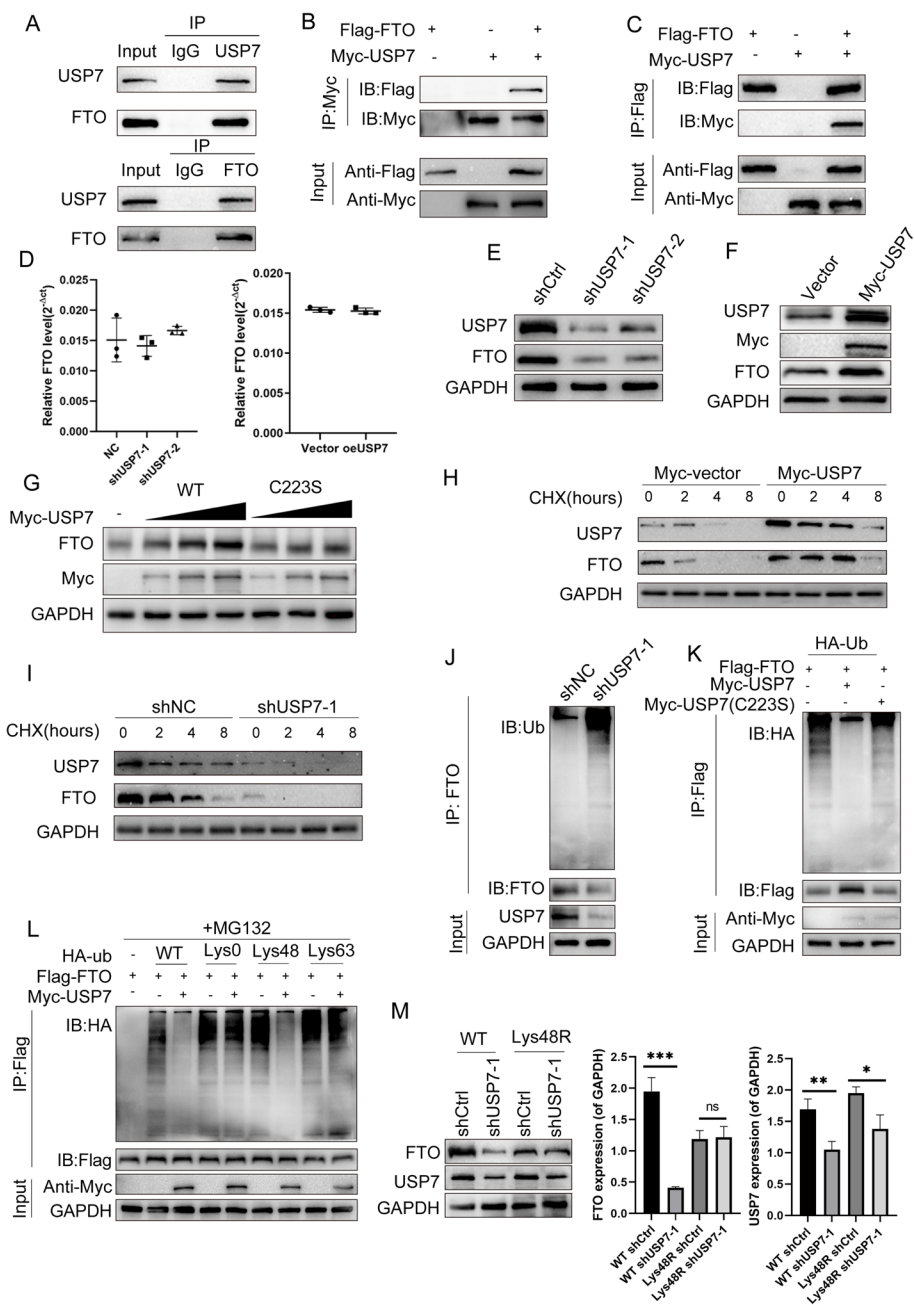 A
IP
Input IgG USP7
USP7
FTO
IP
Input IgG FTO
USP7
FTO
B
Flag-FTO + - +
Myc-USP7 - + +
IP:Myc
IB:Flag
IB:Myc
Input
Anti-Flag
Anti-Myc
C
Flag-FTO + - +
Myc-USP7 - + +
IP:Flag
IB:Flag
IB:Myc
Input
Anti-Flag
Anti-Myc
D
Relative FTO level(2-Δct)
0.025
0.020
0.015
0.010
0.005
0.000
NC
shUSP7-1
shUSP7-2
Relative FTO level(2-Δct)
0.020
0.015
0.010
0.005
0.000
Vector oeUSP7
E
shCtrl
shUSP7-1
shUSP7-2
USP7
FTO
GAPDH
F
Vector
Myc-USP7
USP7
Myc
FTO
GAPDH
G
WT C223S
Myc-USP7 -
FTO
Myc
GAPDH
H
Myc-vector Myc-USP7
CHX(hours) 0 2 4 8 0 2 4 8
USP7
FTO
GAPDH
I
shNC shUSP7-1
CHX(hours) 0 2 4 8 0 2 4 8
USP7
FTO
GAPDH
J
shNC
shUSP7-1
IP: FTO
IB:Ub
IB:FTO
Input
USP7
GAPDH
K
HA-Ub
Flag-FTO + + +
Myc-USP7 - + -
Myc-USP7(C223S) - - +
IP:Flag
IB:HA
IB:Flag
Input
Anti-Myc
GAPDH
L
+MG132
HA-ub - WT Lys0 Lys48 Lys63
Flag-FTO + + + + + + + + +
Myc-USP7 - - + - + - + - +
IP:Flag
IB:HA
IB:Flag
Input
Anti-Myc
GAPDH
M
WT Lys48R
shCtrl
shUSP7-1
shCtrl
shUSP7-1
FTO
USP7
GAPDH
FTO expression (of GAPDH)
2.5
2.0
1.5
1.0
0.5
0.0
***
ns
WT shCtrl
WT shUSP7-1
Lys48R shCtrl
Lys48R shUSP7-1
USP7 expression (of GAPDH)
2.5
2.0
1.5
1.0
0.5
0.0
**
*
WT shCtrl
WT shUSP7-1
Lys48R shCtrl
Lys48R shUSP7-1